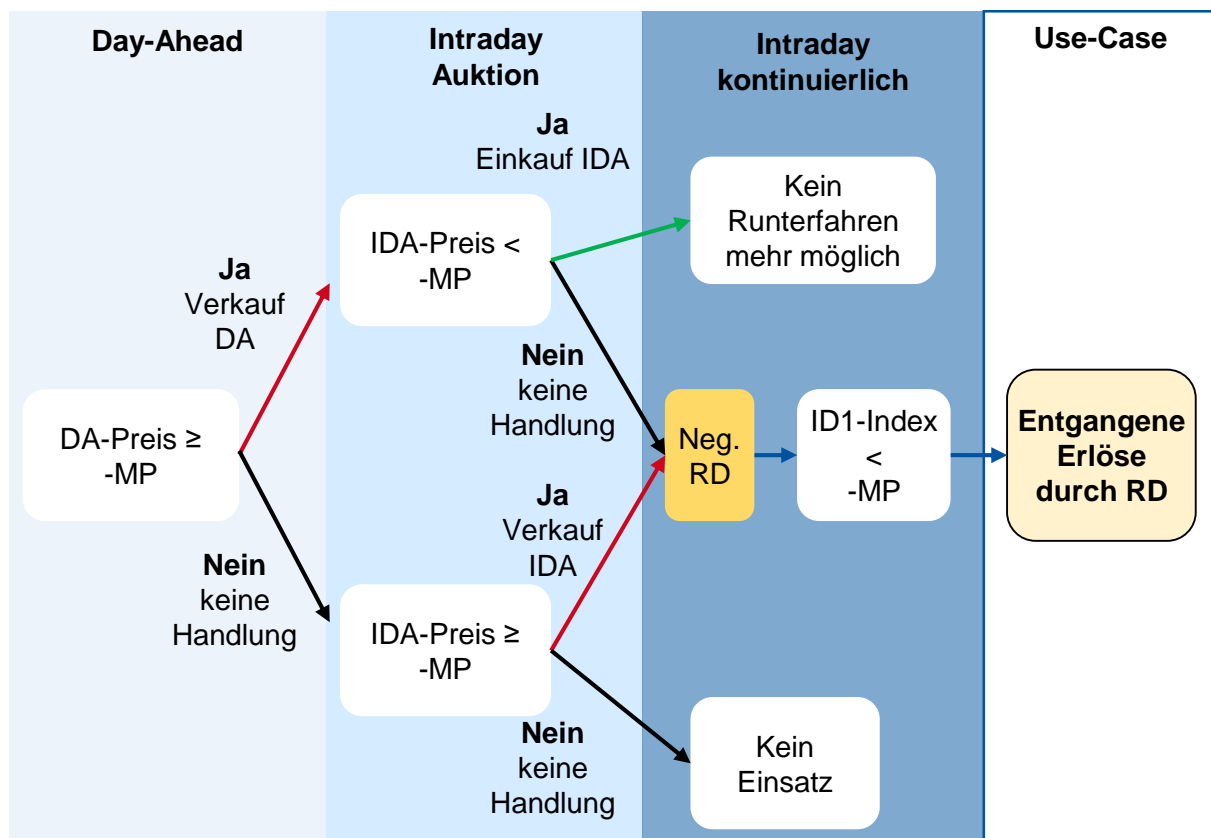 Day-Ahead
Intraday
Auktion
Intraday
kontinuierlich
Use-Case
DA-Preis ≥
-MP
Ja
Verkauf
DA
Nein
keine
Handlung
IDA-Preis <
-MP
Ja
Einkauf IDA
Nein
keine
Handlung
IDA-Preis ≥
-MP
Ja
Verkauf
IDA
Nein
keine
Handlung
Kein
Runterfahren
mehr möglich
Neg.
RD
ID1-Index
<
-MP
Kein
Einsatz
Entgangene
Erlöse
durch RD